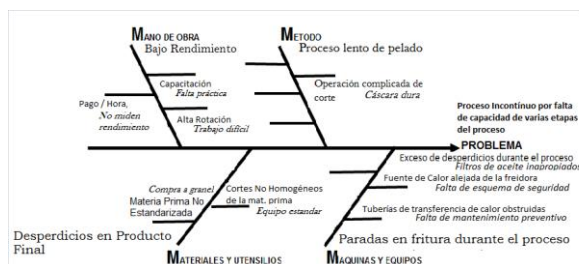 MANO DE OBRA
Bajo Rendimiento
METODO
Proceso lento de pelado
Capacitación
Falta práctica
Operación complicada de
corte
Cáscara dura
Pago / Hora,
No miden
rendimiento
Alta Rotación
Trabajo difícil
Proceso Incontinuo por falta
de capacidad de varias etapas
del proceso
PROBLEMA
Exceso de desperdicios durante el proceso
Filtros de aceite inapropiados
Compra a granel
Materia Prima No
Estandarizada
Cortes No Homogéneos
de la mat. prima
Equipo estandar
Fuente de Calor alejada de la freidora
Falta de esquema de seguridad
Tuberías de transferencia de calor obstruidas
Falta de mantenimiento preventivo
Desperdicios en Producto
Final
Paradas en fritura durante el proceso
MATERIALES Y UTENSILIOS
MAQUINAS Y EQUIPOS